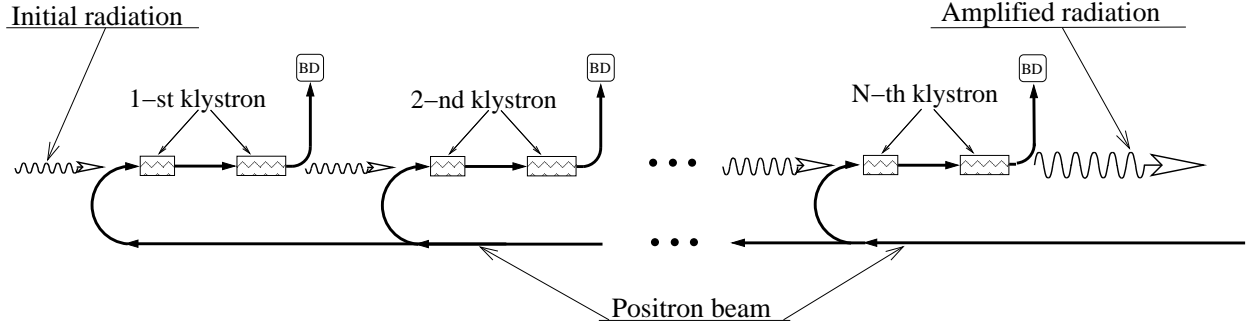 Initial radiation
Amplified radiation
BD
BD
BD
1–st klystron
2–nd klystron
N–th klystron
Positron beam